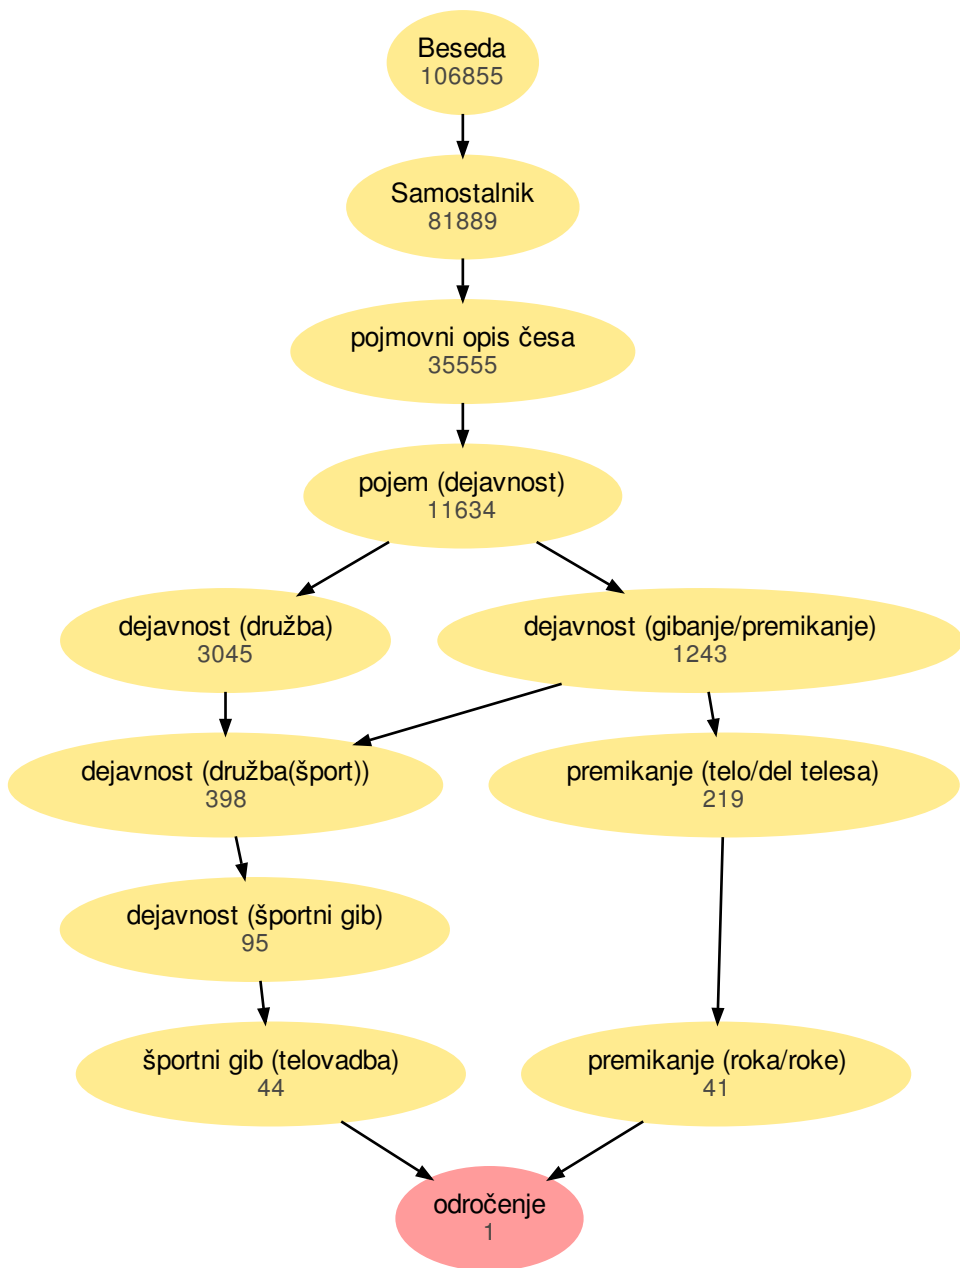 Beseda
106855
Samostalnik
81889
pojmovni opis česa
35555
pojem (dejavnost)
11634
dejavnost (družba)
3045
dejavnost (gibanje/premikanje)
1243
dejavnost (družba(šport))
398
premikanje (telo/del telesa)
219
dejavnost (športni gib)
95
športni gib (telovadba)
44
premikanje (roka/roke)
41
odročenje
1